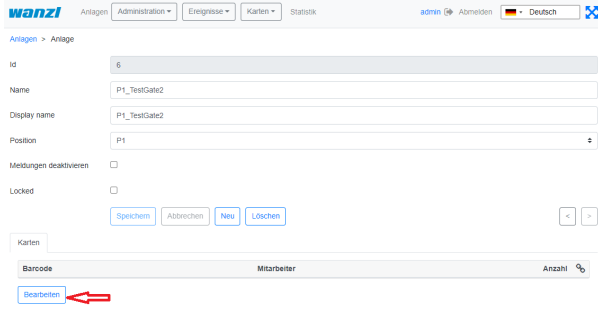 wanzl Anlagen Administration Ereignisse Karten Statistik admin Abmelden Deutsch
Anlagen > Anlage
Id 6
Name P1_TestGate2
Display name P1_TestGate2
Position P1
Meldungen deaktivieren
Locked
Speichern Abbrechen Neu Löschen < >
Karten
Barcode Mitarbeiter Anzahl
Bearbeiten